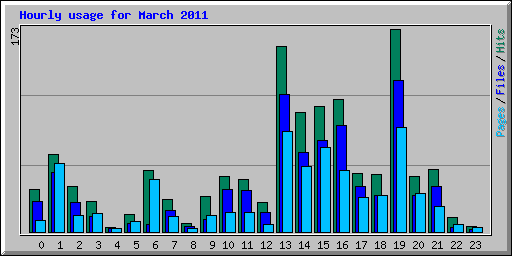 Hourly usage for March 2011
173
Pages / Files / Hits
0 1 2 3 4 5 6 7 8 9 10 11 12 13 14 15 16 17 18 19 20 21 22 23